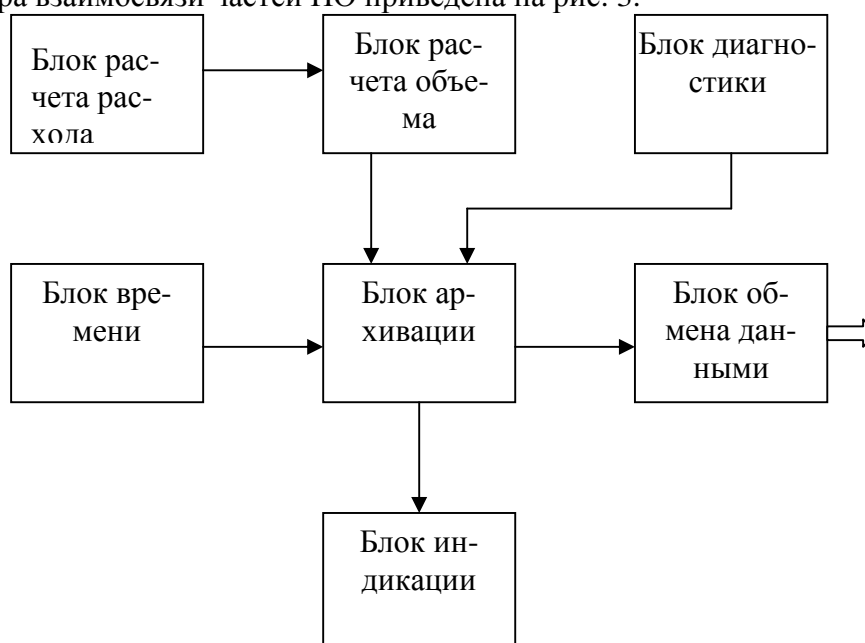 ра взаимосвязи частей ПО приведена на рис. 3.
Блок рас-
чета рас-
хода
Блок рас-
чета объе-
ма
Блок диагно-
стики
Блок вре-
мени
Блок ар-
хивации
Блок об-
мена дан-
ными
Блок ин-
дикации